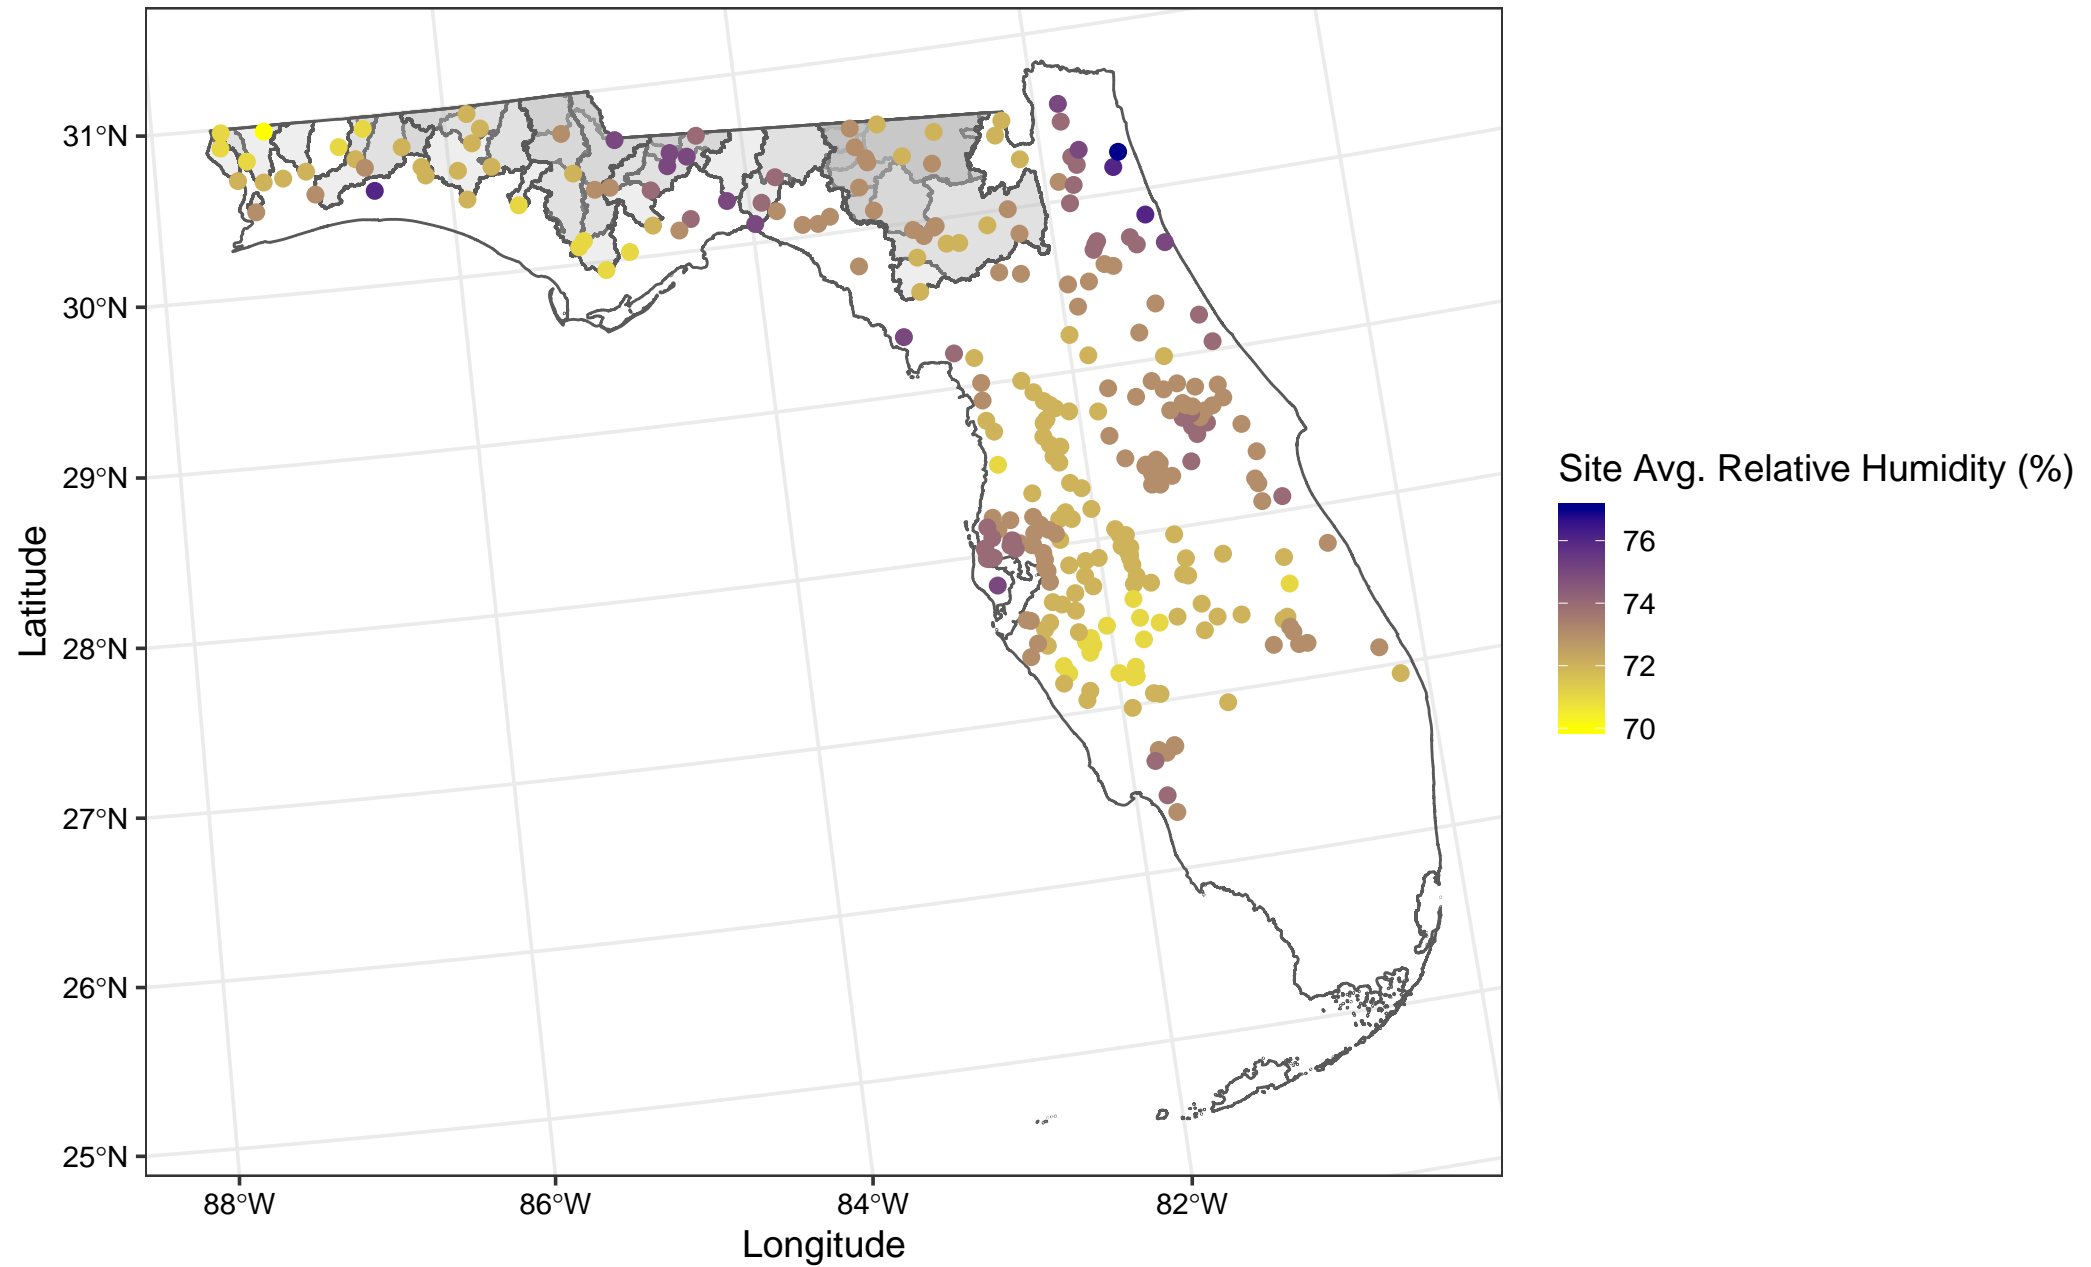 31°N
30°N
29°N
28°N
27°N
26°N
25°N
Latitude
88°W
86°W
84°W
82°W
Longitude
Site Avg. Relative Humidity (%)
76
74
72
70